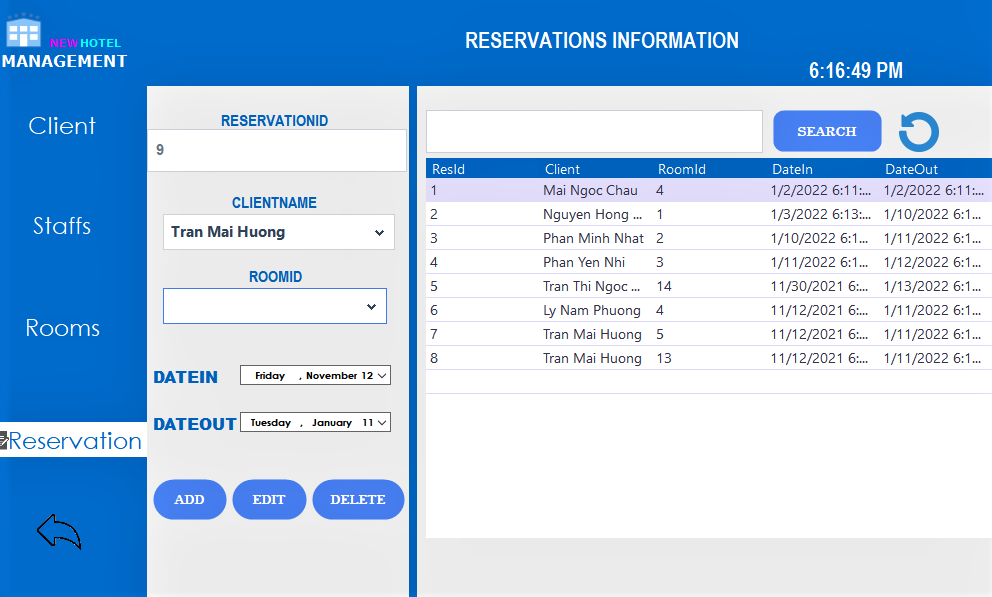 NEW HOTEL
MANAGEMENT
RESERVATIONS INFORMATION
6:16:49 PM
Client
Staffs
Rooms
Reservation
RESERVATIONID
9
CLIENTNAME
Tran Mai Huong
ROOMID
DATEIN Friday , November 12
DATEOUT Tuesday , January 11
ADD EDIT DELETE
SEARCH
ResId Client RoomId DateIn DateOut
1 Mai Ngoc Chau 4 1/2/2022 6:11:... 1/2/2022 6:11:...
2 Nguyen Hong ... 1 1/3/2022 6:13:... 1/10/2022 6:1...
3 Phan Minh Nhat 2 1/10/2022 6:1... 1/11/2022 6:1...
4 Phan Yen Nhi 3 1/11/2022 6:1... 1/12/2022 6:1...
5 Tran Thi Ngoc ... 14 11/30/2021 6:... 1/13/2022 6:1...
6 Ly Nam Phuong 4 11/12/2021 6:... 1/11/2022 6:1...
7 Tran Mai Huong 5 11/12/2021 6:... 1/11/2022 6:1...
8 Tran Mai Huong 13 11/12/2021 6:... 1/11/2022 6:1...